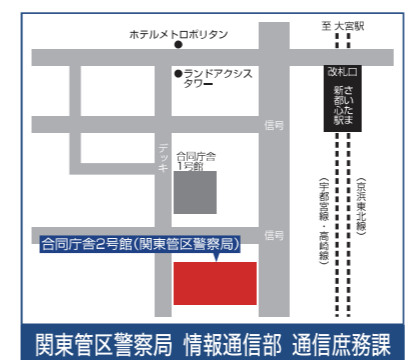 至 大宮駅
ホテルメトロポリタン
●ランドアクシス
タワー
改札口
さいたま
新都心駅
信号
デッキ
合同庁舎
1号館
(宇都宮線・高崎線)
(京浜東北線)
信号
合同庁舎2号館(関東管区警察局)
関東管区警察局 情報通信部 通信庶務課